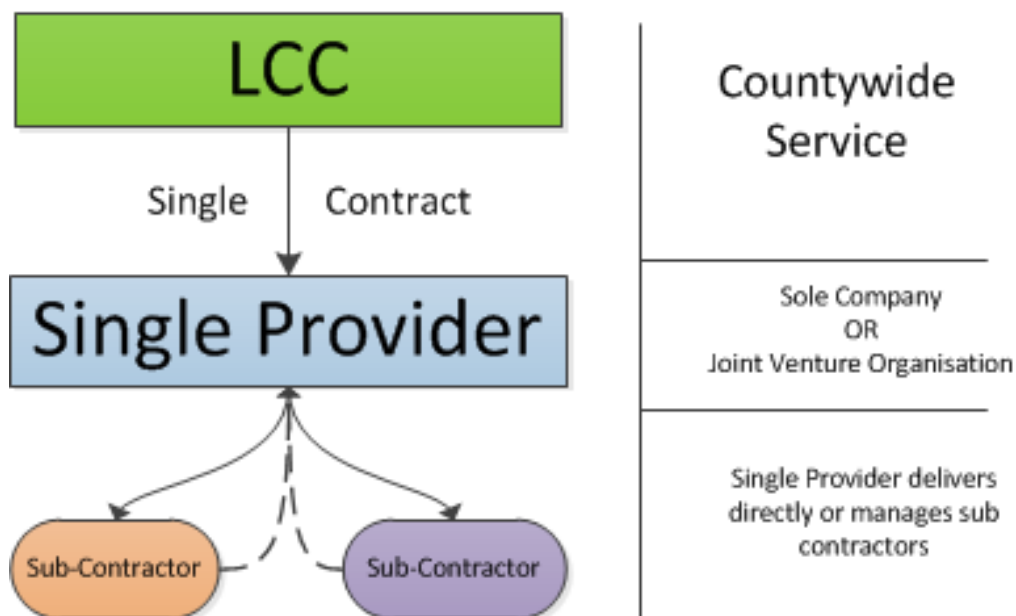 LCC
Countywide
Service
Single Contract
Single Provider
Sole Company
OR
Joint Venture Organisation
Sub-Contractor
Sub-Contractor
Single Provider delivers
directly or manages sub
contractors